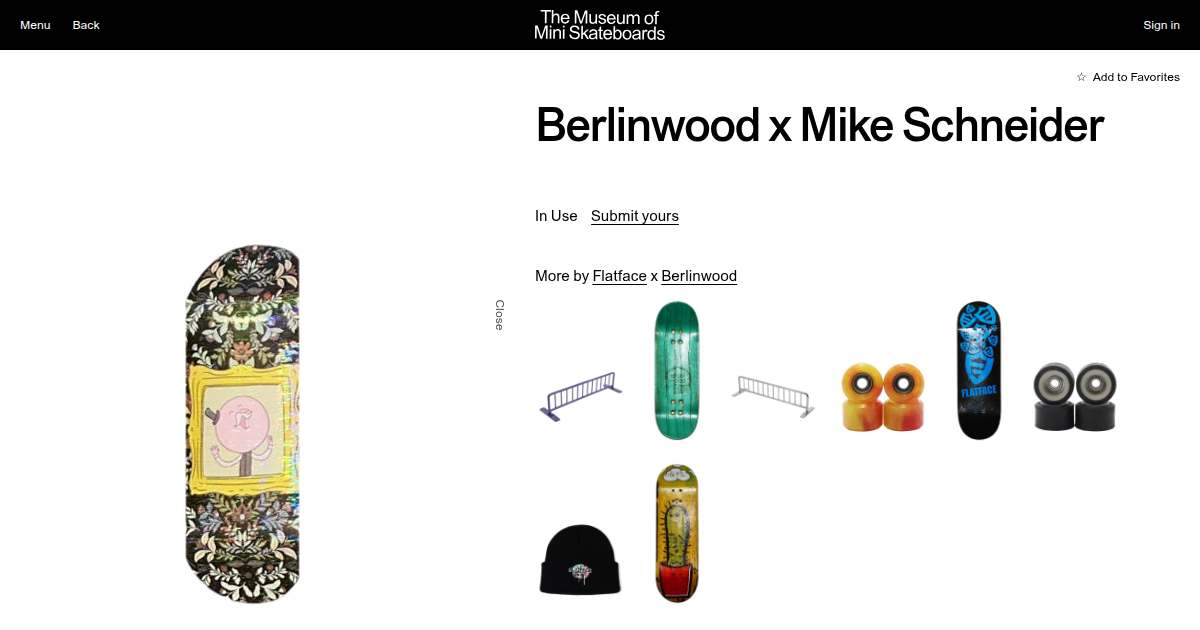 Menu
Back
The Museum of
Mini Skateboards
Sign in
☆ Add to Favorites
Berlinwood x Mike Schneider
In Use
Submit yours
More by Flatface x Berlinwood
Close
FLATFACE